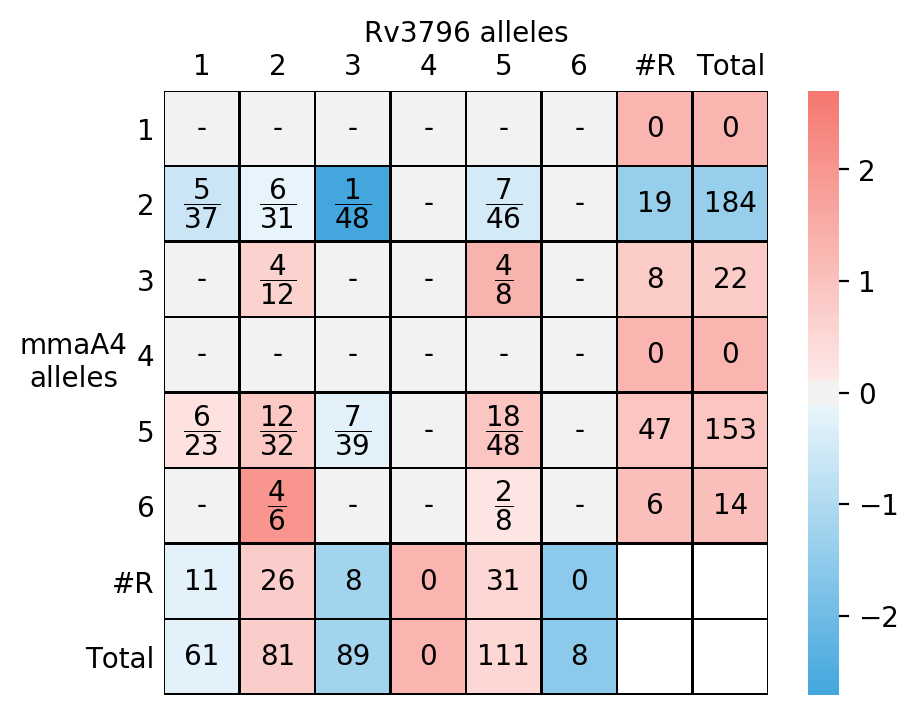 Rv3796 alleles
1 2 3 4 5 6 #R Total
1 - - - - - - 0 0
2 5/37 6/31 1/48 - 7/46 - 19 184
3 - 4/12 - - 4/8 - 8 22
mmaA4
alleles
4 - - - - - - 0 0
5 6/23 12/32 7/39 - 18/48 - 47 153
6 - 4/6 - - 2/8 - 6 14
#R 11 26 8 0 31 0
Total 61 81 89 0 111 8
2
1
0
−1
−2